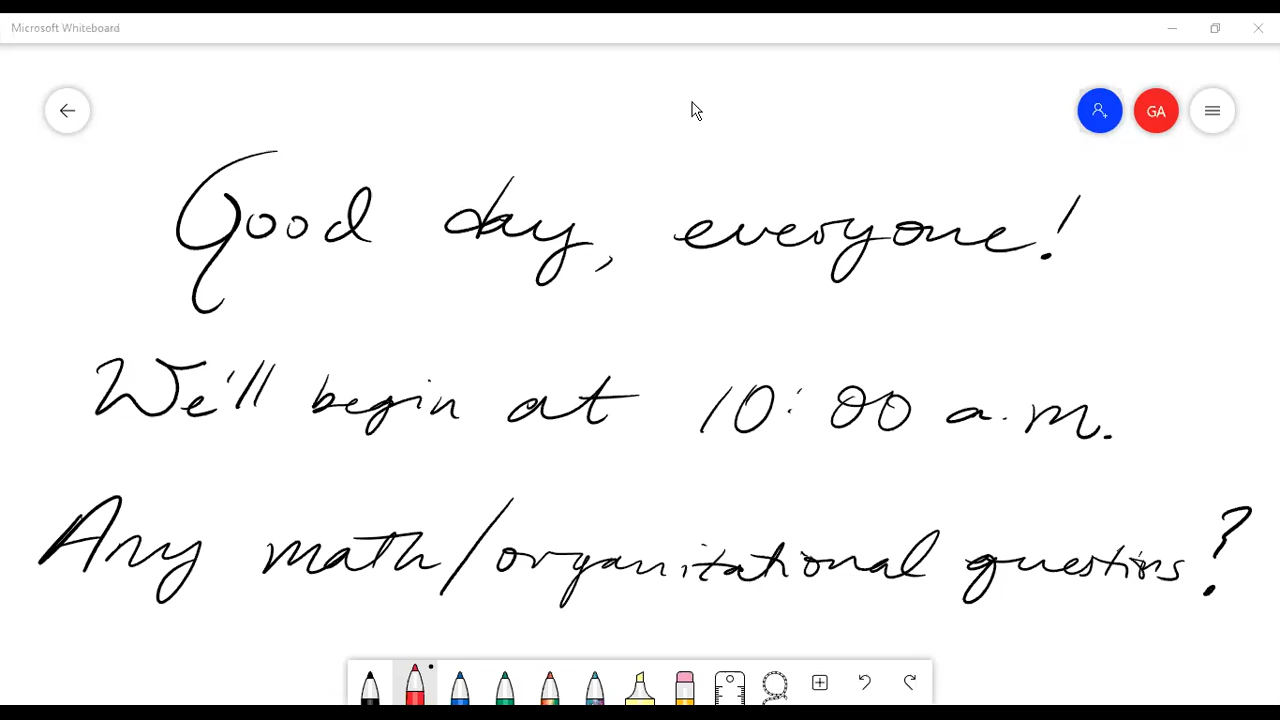 Microsoft Whiteboard
GA
Good day, everyone!
We'll begin at 10:00 a.m.
Any math/organizational questions?